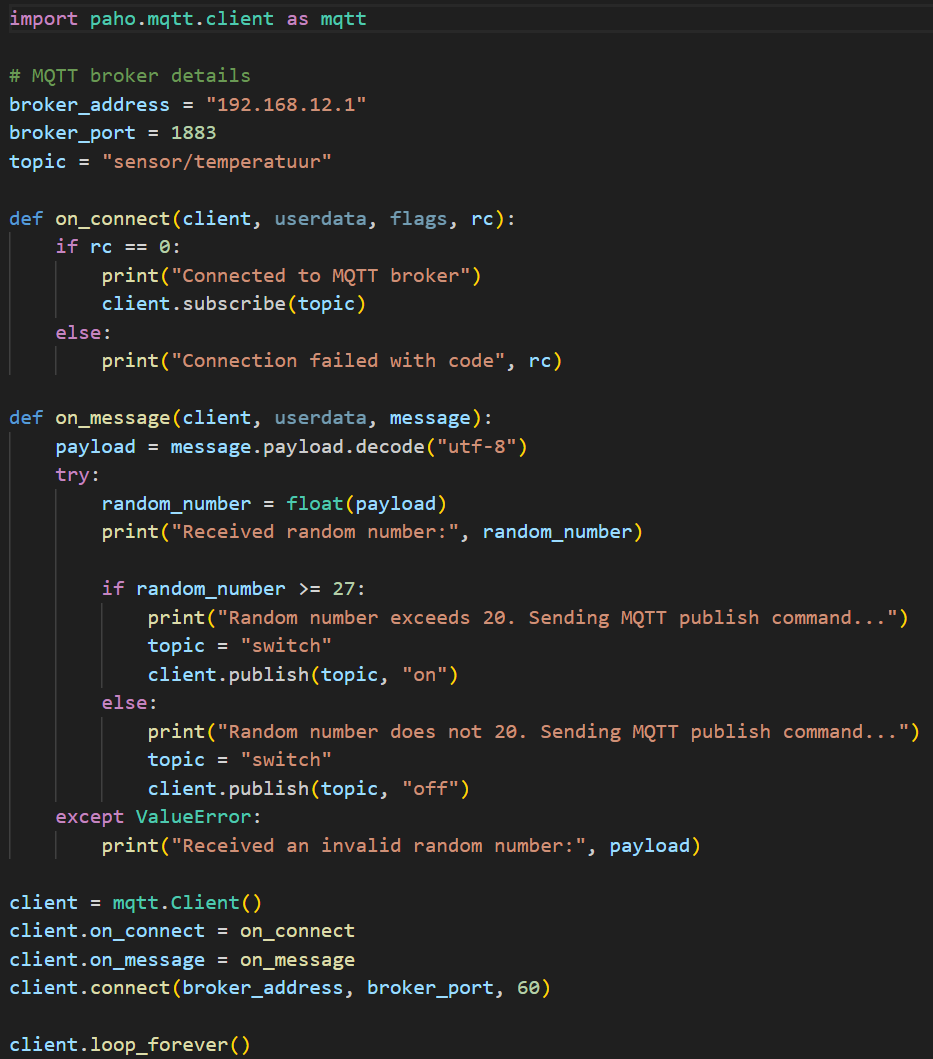 import paho.mqtt.client as mqtt
# MQTT broker details
broker_address = "192.168.12.1"
broker_port = 1883
topic = "sensor/temperatuur"
def on_connect(client, userdata, flags, rc):
    if rc == 0:
        print("Connected to MQTT broker")
        client.subscribe(topic)
    else:
        print("Connection failed with code", rc)
def on_message(client, userdata, message):
    payload = message.payload.decode("utf-8")
    try:
        random_number = float(payload)
        print("Received random number:", random_number)
        if random_number >= 27:
            print("Random number exceeds 20. Sending MQTT publish command...")
            topic = "switch"
            client.publish(topic, "on")
        else:
            print("Random number does not 20. Sending MQTT publish command...")
            topic = "switch"
            client.publish(topic, "off")
    except ValueError:
        print("Received an invalid random number:", payload)
client = mqtt.Client()
client.on_connect = on_connect
client.on_message = on_message
client.connect(broker_address, broker_port, 60)
client.loop_forever()